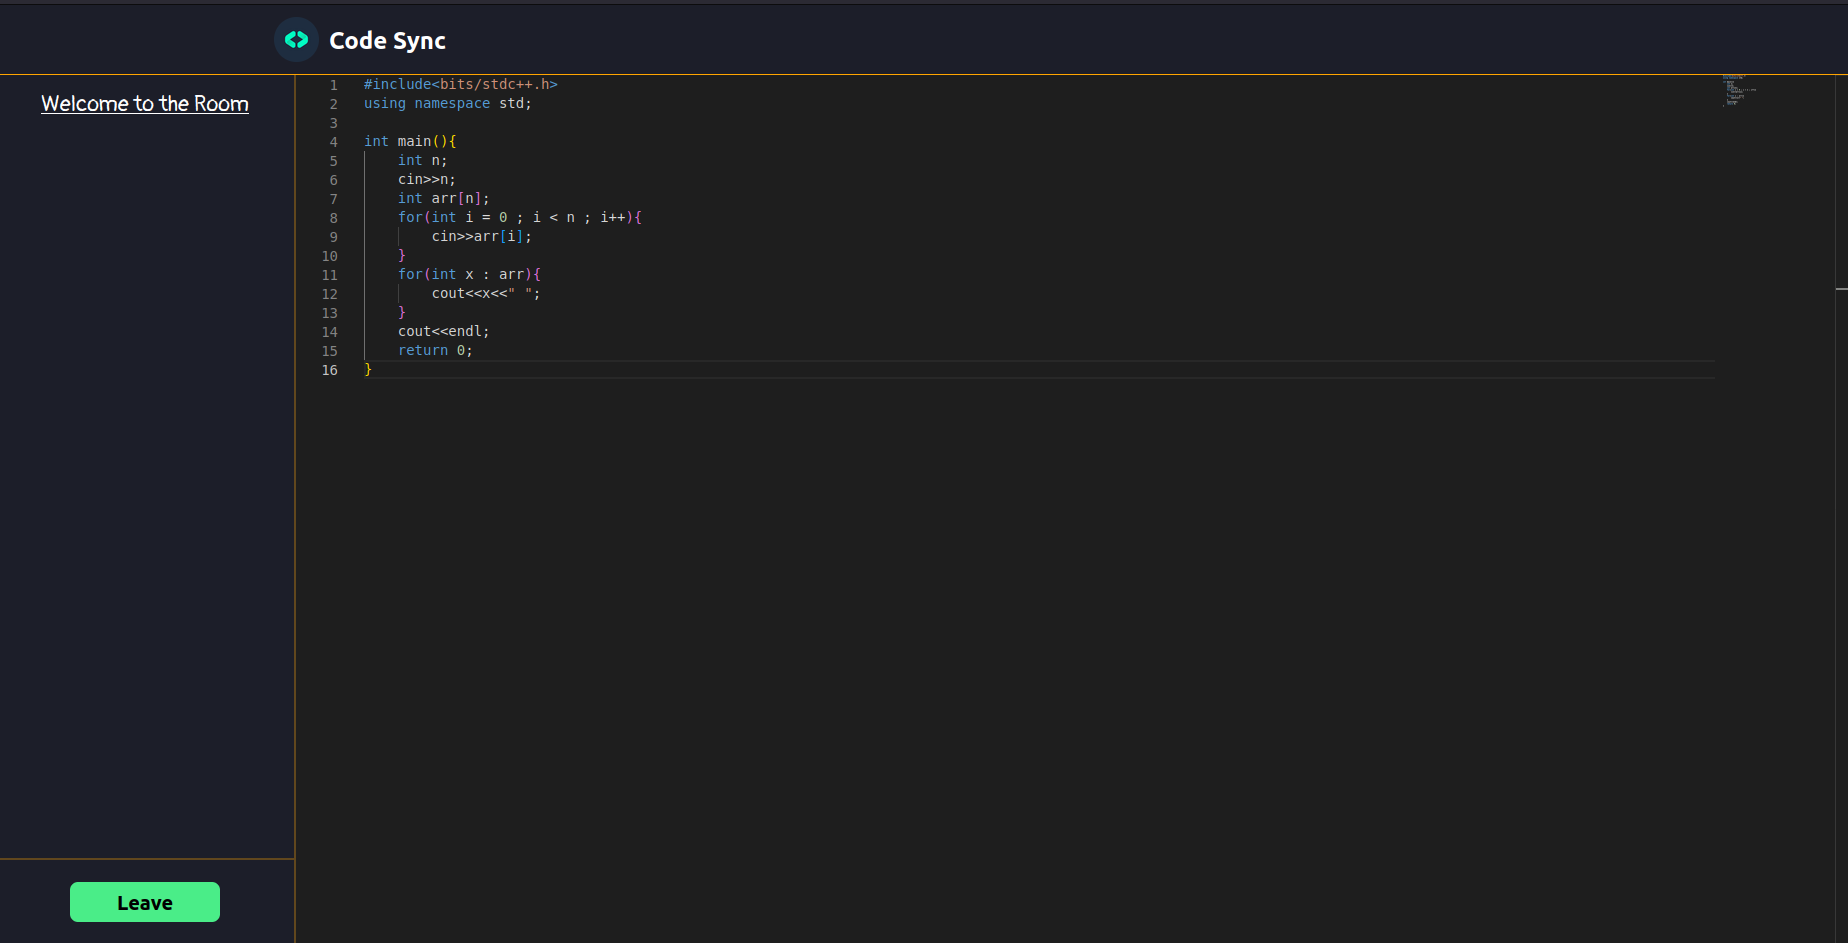 Code Sync
Welcome to the Room
1 #include<bits/stdc++.h>
2 using namespace std;
3
4 int main(){
5     int n;
6     cin>>n;
7     int arr[n];
8     for(int i = 0 ; i < n ; i++){
9         cin>>arr[i];
10     }
11     for(int x : arr){
12         cout<<x<<" ";
13     }
14     cout<<endl;
15     return 0;
16 }
Leave